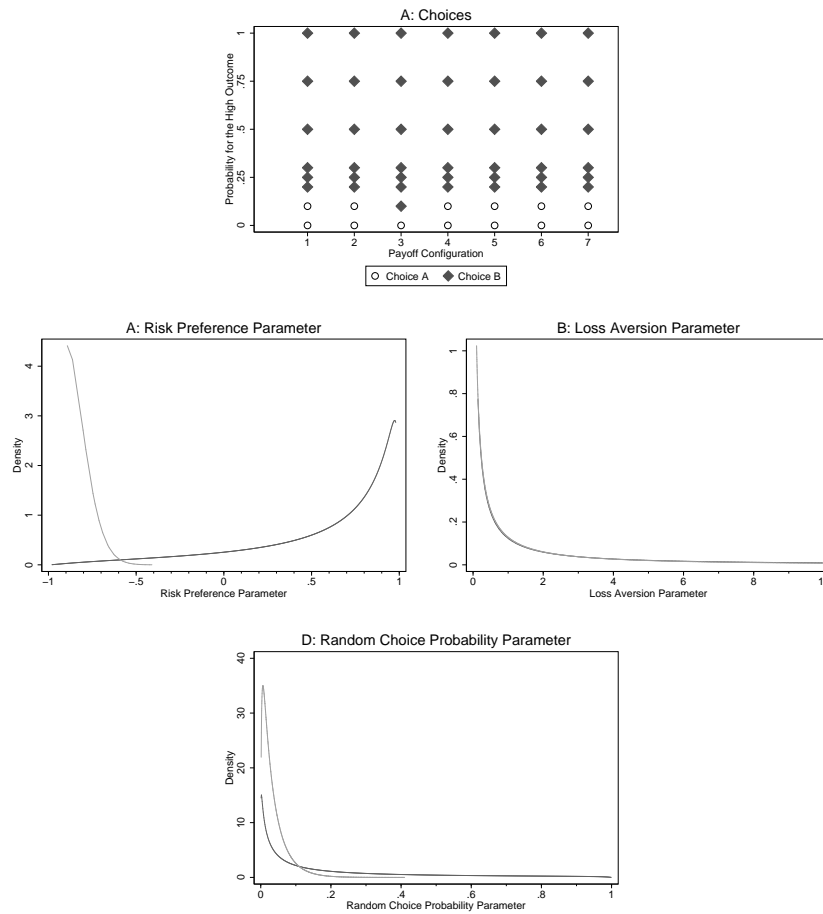 A: Choices
Probability for the High Outcome
1
.75
.5
.25
0
1 2 3 4 5 6 7
Payoff Configuration
Choice A Choice B
A: Risk Preference Parameter
Density
4
3
2
1
0
−1 −.5 0 .5 1
Risk Preference Parameter
B: Loss Aversion Parameter
Density
1
.8
.6
.4
.2
0
0 2 4 6 8
Loss Aversion Parameter
D: Random Choice Probability Parameter
Density
40
30
20
10
0
0 .2 .4 .6 .8 1
Random Choice Probability Parameter